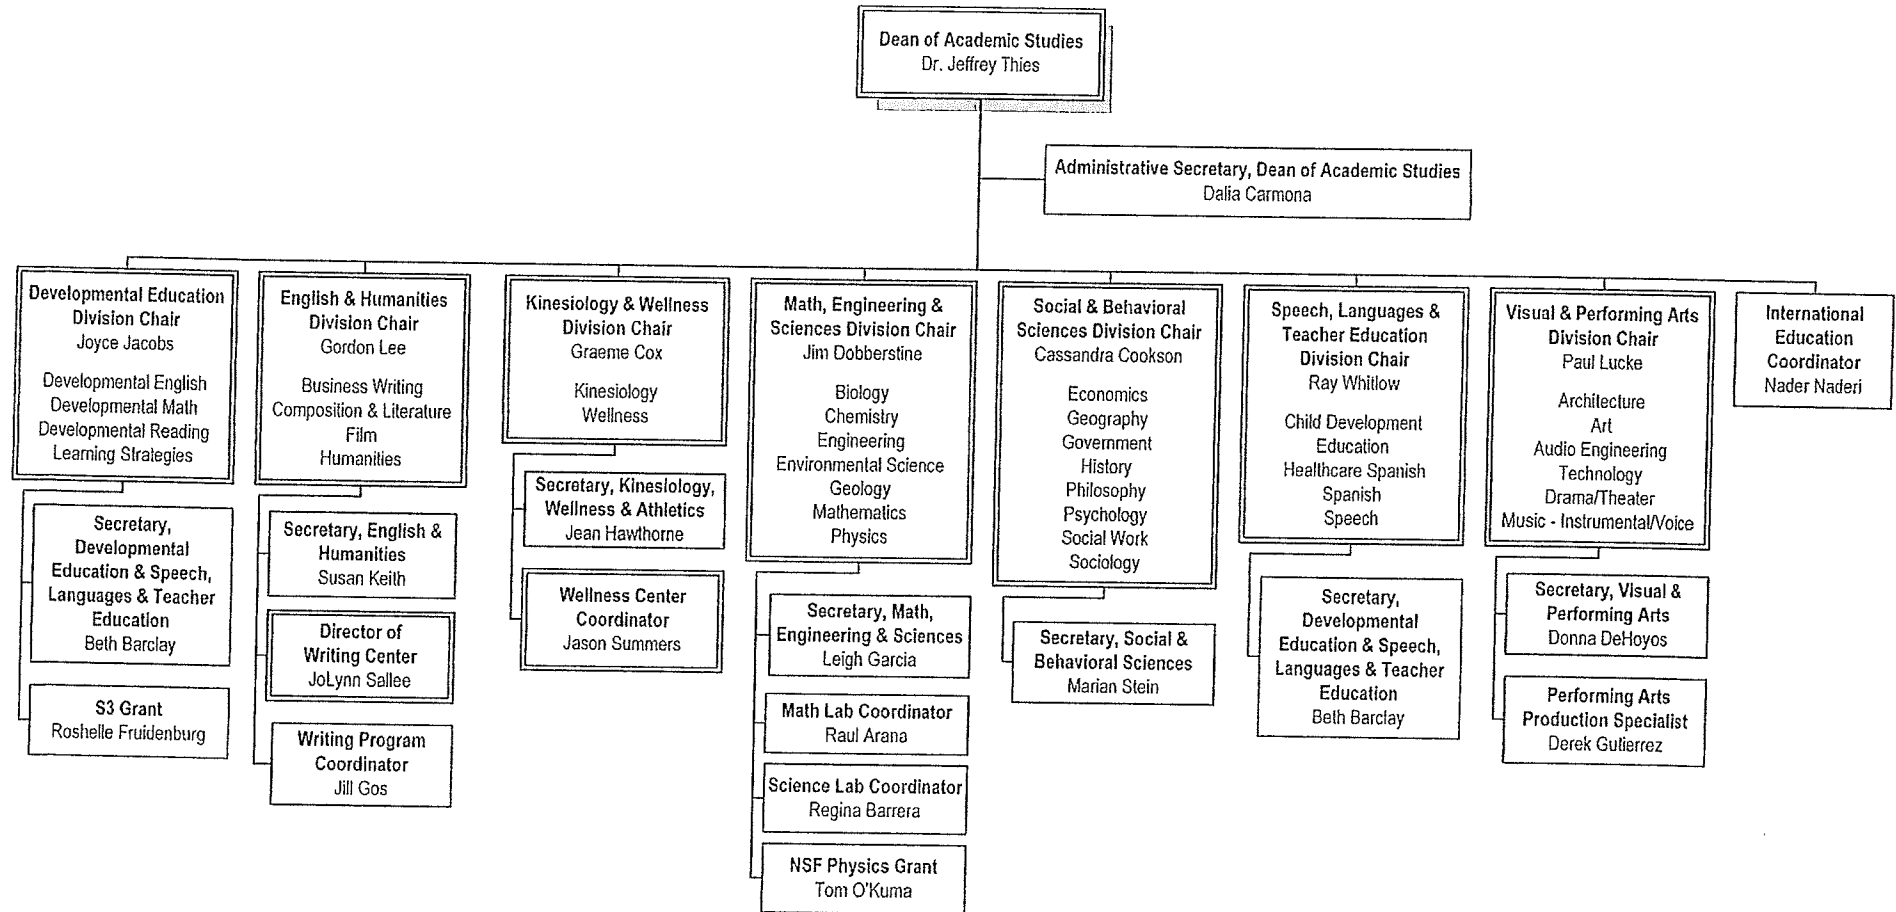 Dean of Academic Studies
Dr. Jeffrey Thies
Administrative Secretary, Dean of Academic Studies
Dalia Carmona
Developmental Education
Division Chair
Joyce Jacobs
Developmental English
Developmental Math
Developmental Reading
Learning Strategies
Secretary,
Developmental
Education & Speech,
Languages & Teacher
Education
Beth Barclay
S3 Grant
Roshelle Fruidenburg
English & Humanities
Division Chair
Gordon Lee
Business Writing
Composition & Literature
Film
Humanities
Secretary, English &
Humanities
Susan Keith
Director of
Writing Center
JoLynn Sallee
Writing Program
Coordinator
Jill Gos
Kinesiology & Wellness
Division Chair
Graeme Cox
Kinesiology
Wellness
Secretary, Kinesiology,
Wellness & Athletics
Jean Hawthorne
Wellness Center
Coordinator
Jason Summers
Math, Engineering &
Sciences Division Chair
Jim Dobberstine
Biology
Chemistry
Engineering
Environmental Science
Geology
Mathematics
Physics
Secretary, Math,
Engineering & Sciences
Leigh Garcia
Math Lab Coordinator
Raul Arana
Science Lab Coordinator
Regina Barrera
NSF Physics Grant
Tom O'Kuma
Social & Behavioral
Sciences Division Chair
Cassandra Cookson
Economics
Geography
Government
History
Philosophy
Psychology
Social Work
Sociology
Secretary, Social &
Behavioral Sciences
Marian Stein
Speech, Languages &
Teacher Education
Division Chair
Ray Whitlow
Child Development
Education
Healthcare Spanish
Spanish
Speech
Secretary,
Developmental
Education & Speech,
Languages & Teacher
Education
Beth Barclay
Visual & Performing Arts
Division Chair
Paul Lucke
Architecture
Art
Audio Engineering
Technology
Drama/Theater
Music - Instrumental/Voice
Secretary, Visual &
Performing Arts
Donna DeHoyos
Performing Arts
Production Specialist
Derek Gutierrez
International
Education
Coordinator
Nader Naderi